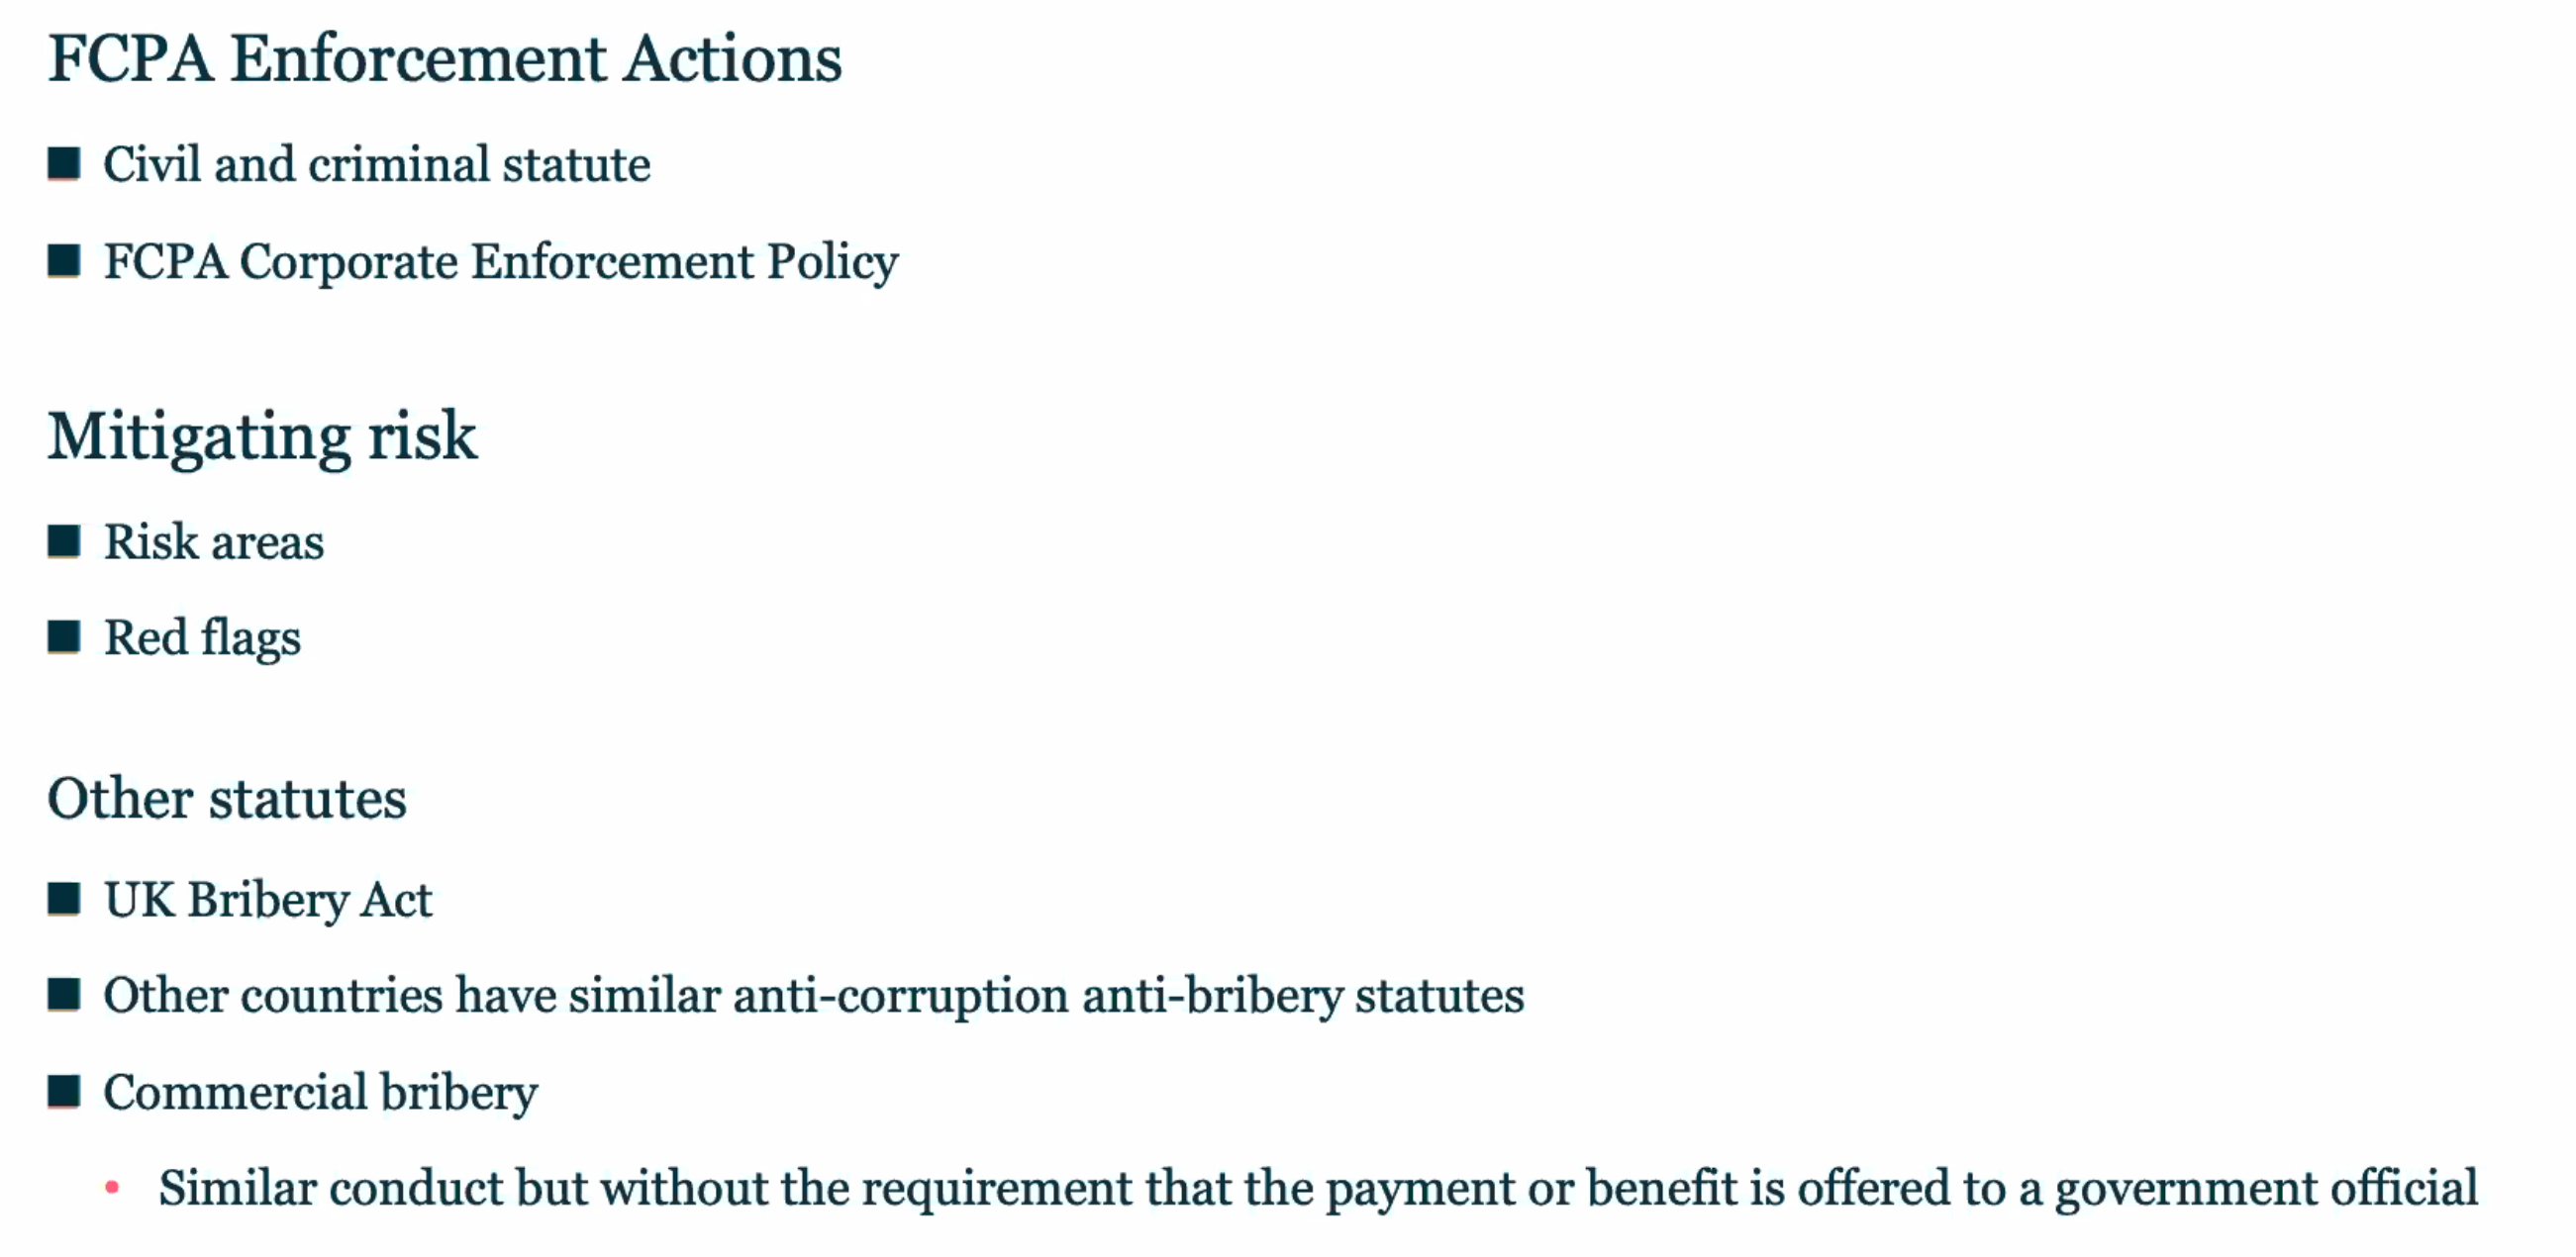 FCPA Enforcement Actions
■ Civil and criminal statute
■ FCPA Corporate Enforcement Policy
Mitigating risk
■ Risk areas
■ Red flags
Other statutes
■ UK Bribery Act
■ Other countries have similar anti-corruption anti-bribery statutes
■ Commercial bribery
• Similar conduct but without the requirement that the payment or benefit is offered to a government official